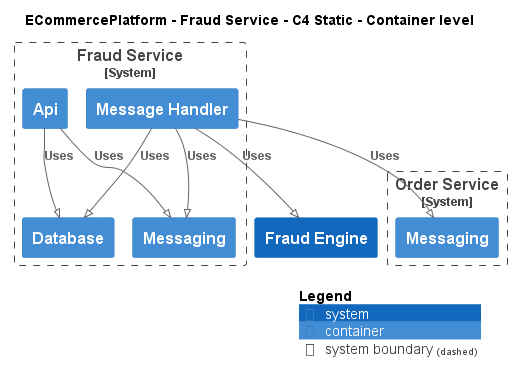 ECommercePlatform - Fraud Service - C4 Static - Container level
Fraud Service
[System]
Api
Message Handler
Uses
Uses
Uses
Uses
Uses
Uses
Order Service
[System]
Database
Messaging
Fraud Engine
Messaging
Legend
system
container
system boundary (dashed)